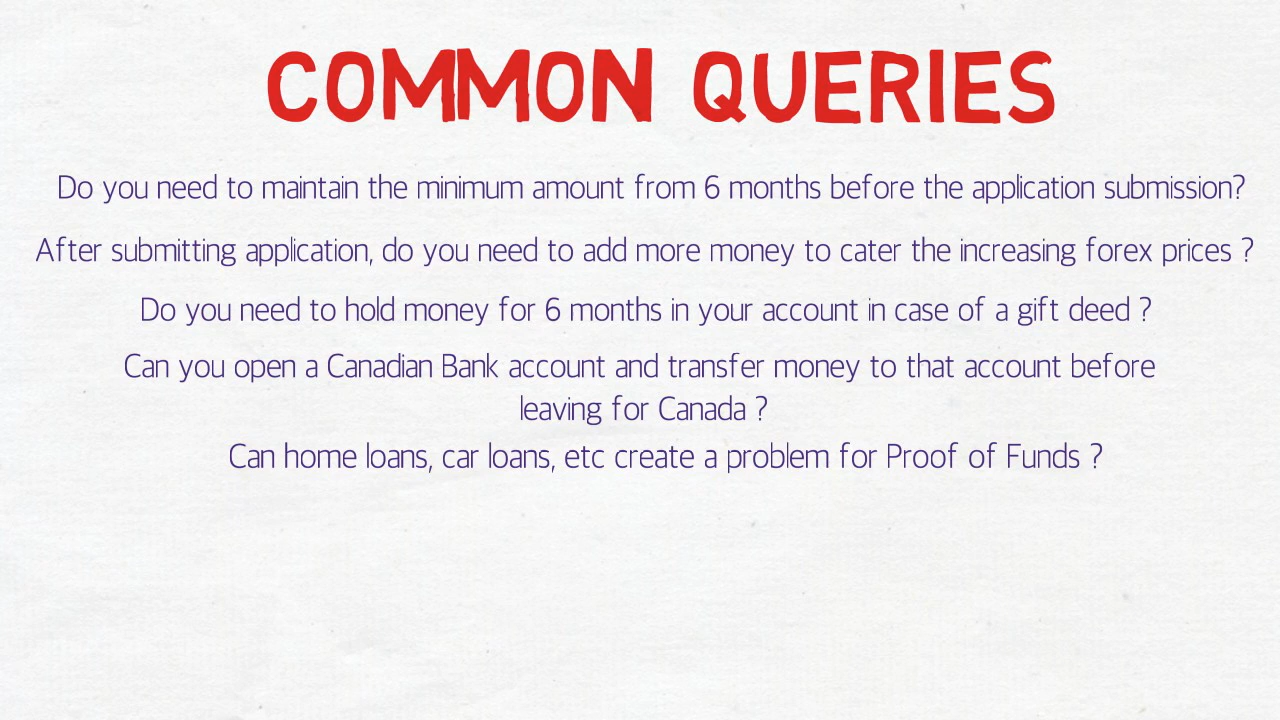 COMMON QUERIES
Do you need to maintain the minimum amount from 6 months before the application submission?
After submitting application, do you need to add more money to cater the increasing forex prices ?
Do you need to hold money for 6 months in your account in case of a gift deed ?
Can you open a Canadian Bank account and transfer money to that account before
leaving for Canada ?
Can home loans, car loans, etc create a problem for Proof of Funds ?